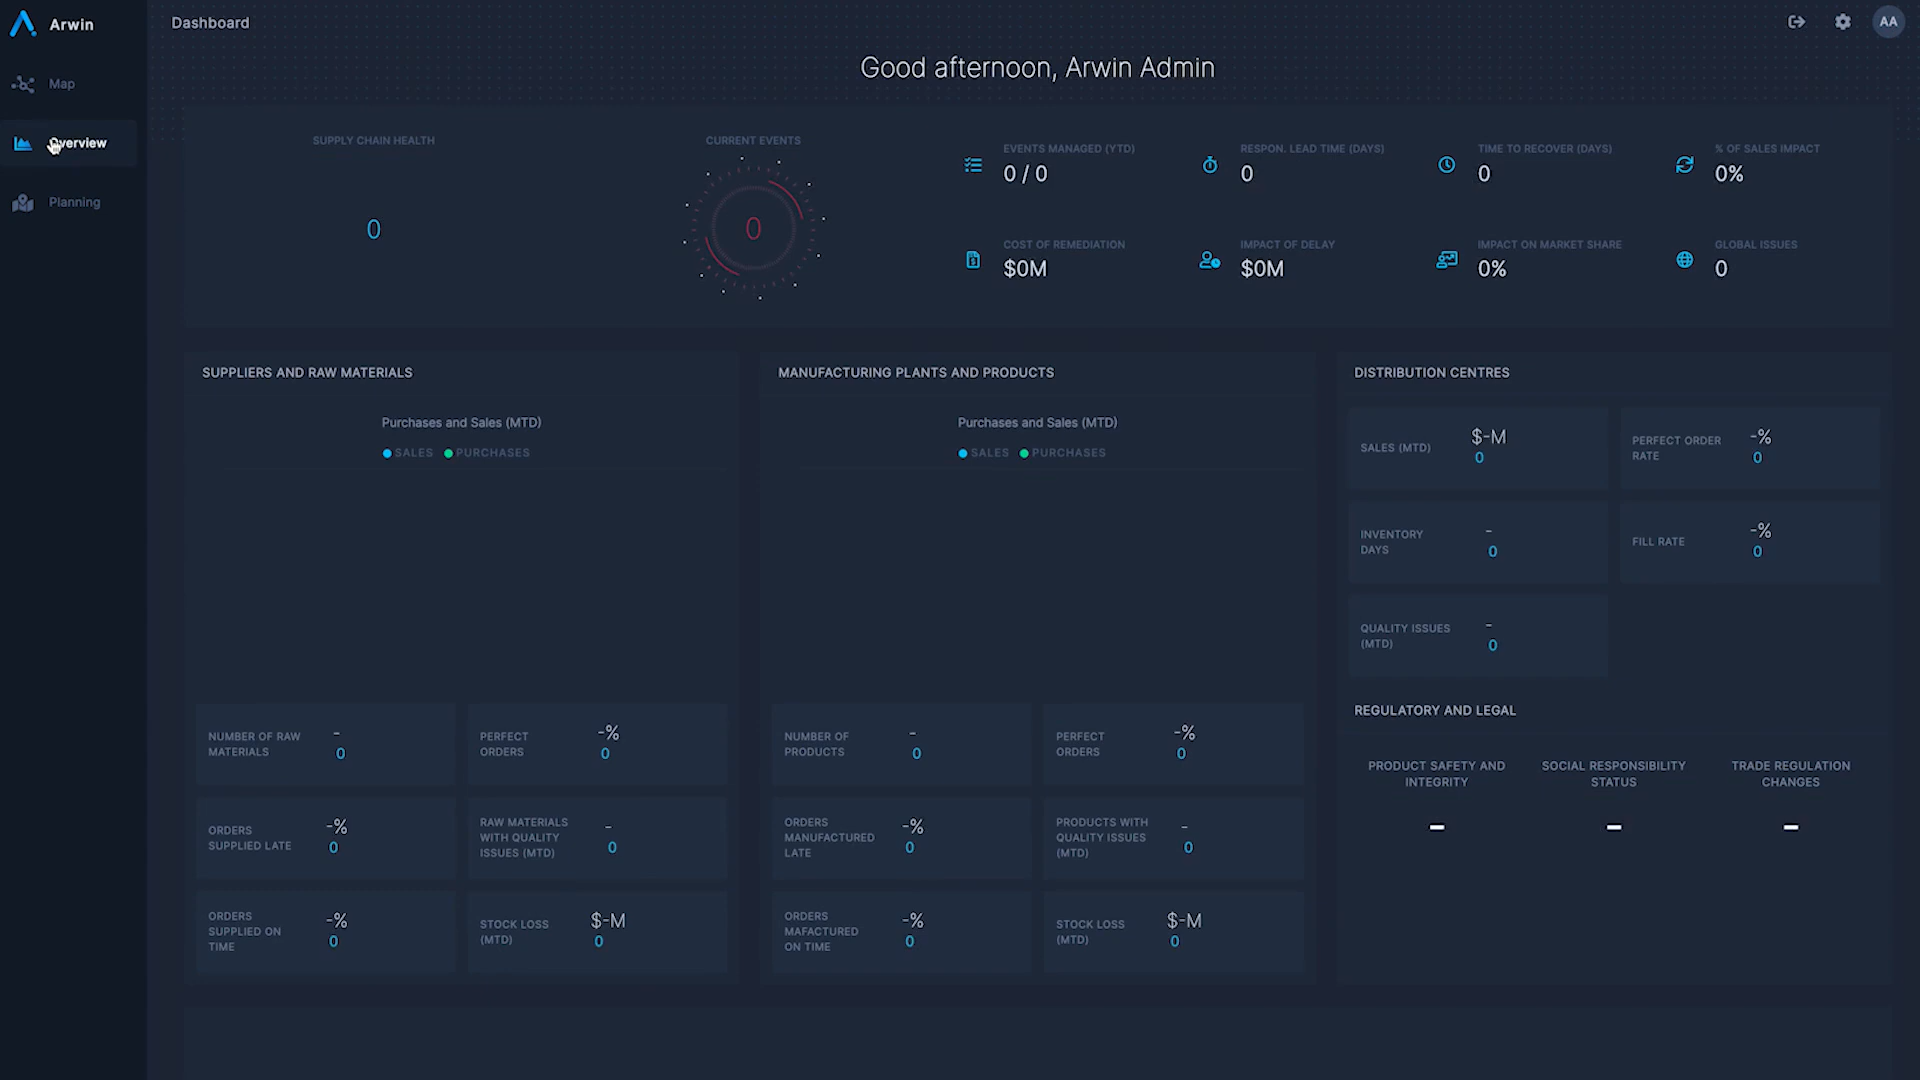 Arwin
Dashboard
AA
Good afternoon, Arwin Admin
Map
Overview
Planning
SUPPLY CHAIN HEALTH
0
CURRENT EVENTS
0
EVENTS MANAGED (YTD)
0 / 0
RESPON. LEAD TIME (DAYS)
0
TIME TO RECOVER (DAYS)
0
% OF SALES IMPACT
0%
COST OF REMEDIATION
$0M
IMPACT OF DELAY
$0M
IMPACT ON MARKET SHARE
0%
GLOBAL ISSUES
0
SUPPLIERS AND RAW MATERIALS
Purchases and Sales (MTD)
SALES PURCHASES
NUMBER OF RAW
MATERIALS
-
0
PERFECT
ORDERS
-%
0
ORDERS
SUPPLIED LATE
-%
0
RAW MATERIALS
WITH QUALITY
ISSUES (MTD)
-
0
ORDERS
SUPPLIED ON
TIME
-%
0
STOCK LOSS
(MTD)
$-M
0
MANUFACTURING PLANTS AND PRODUCTS
Purchases and Sales (MTD)
SALES PURCHASES
NUMBER OF
PRODUCTS
-
0
PERFECT
ORDERS
-%
0
ORDERS
MANUFACTURED
LATE
-%
0
PRODUCTS WITH
QUALITY ISSUES
(MTD)
-
0
ORDERS
MAFACTURED
ON TIME
-%
0
STOCK LOSS
(MTD)
$-M
0
DISTRIBUTION CENTRES
SALES (MTD)
$-M
0
PERFECT ORDER
RATE
-%
0
INVENTORY
DAYS
-
0
FILL RATE
-%
0
QUALITY ISSUES
(MTD)
-
0
REGULATORY AND LEGAL
PRODUCT SAFETY AND
INTEGRITY
-
SOCIAL RESPONSIBILITY
STATUS
-
TRADE REGULATION
CHANGES
-